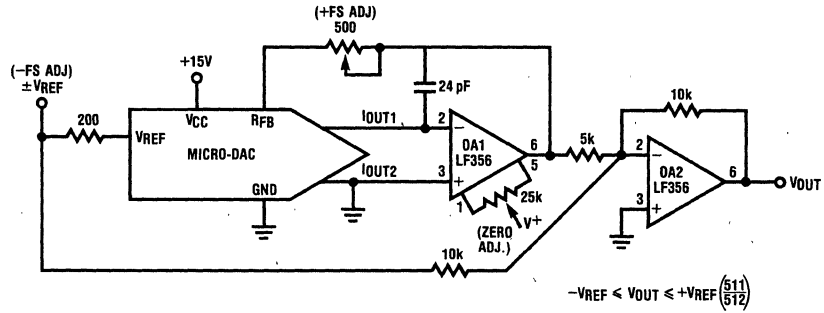 (+FS ADJ)
500
(−FS ADJ)
±VREF
+15V
24 pF
10k
200
VREF
VCC
RFB
IOUT1
2
−
OA1
LF356
6
5k
2
−
OA2
LF356
6
VOUT
MICRO-DAC
IOUT2
3
+
5
25k
1
V+
(ZERO
ADJ.)
3
+
GND
10k
−VREF ≤ VOUT ≤ +VREF(511/512)